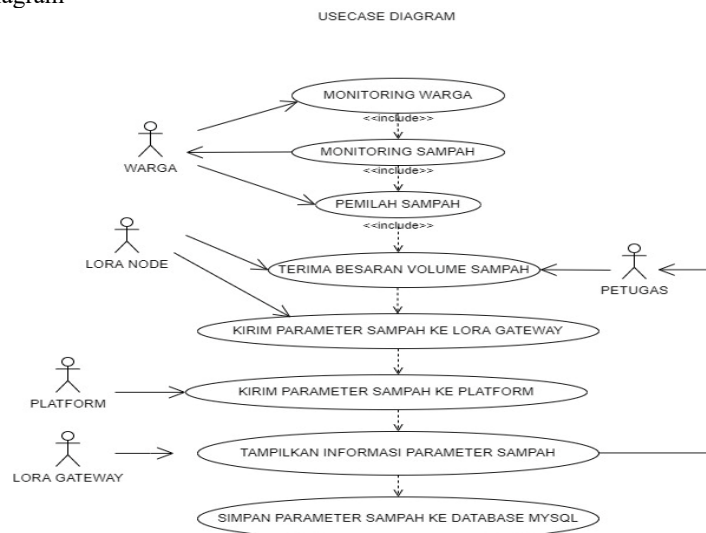 USECASE DIAGRAM
MONITORING WARGA
<<include>>
MONITORING SAMPAH
WARGA
<<include>>
PEMILAH SAMPAH
<<include>>
LORA NODE
TERIMA BESARAN VOLUME SAMPAH
PETUGAS
KIRIM PARAMETER SAMPAH KE LORA GATEWAY
KIRIM PARAMETER SAMPAH KE PLATFORM
PLATFORM
TAMPILKAN INFORMASI PARAMETER SAMPAH
LORA GATEWAY
SIMPAN PARAMETER SAMPAH KE DATABASE MYSQL